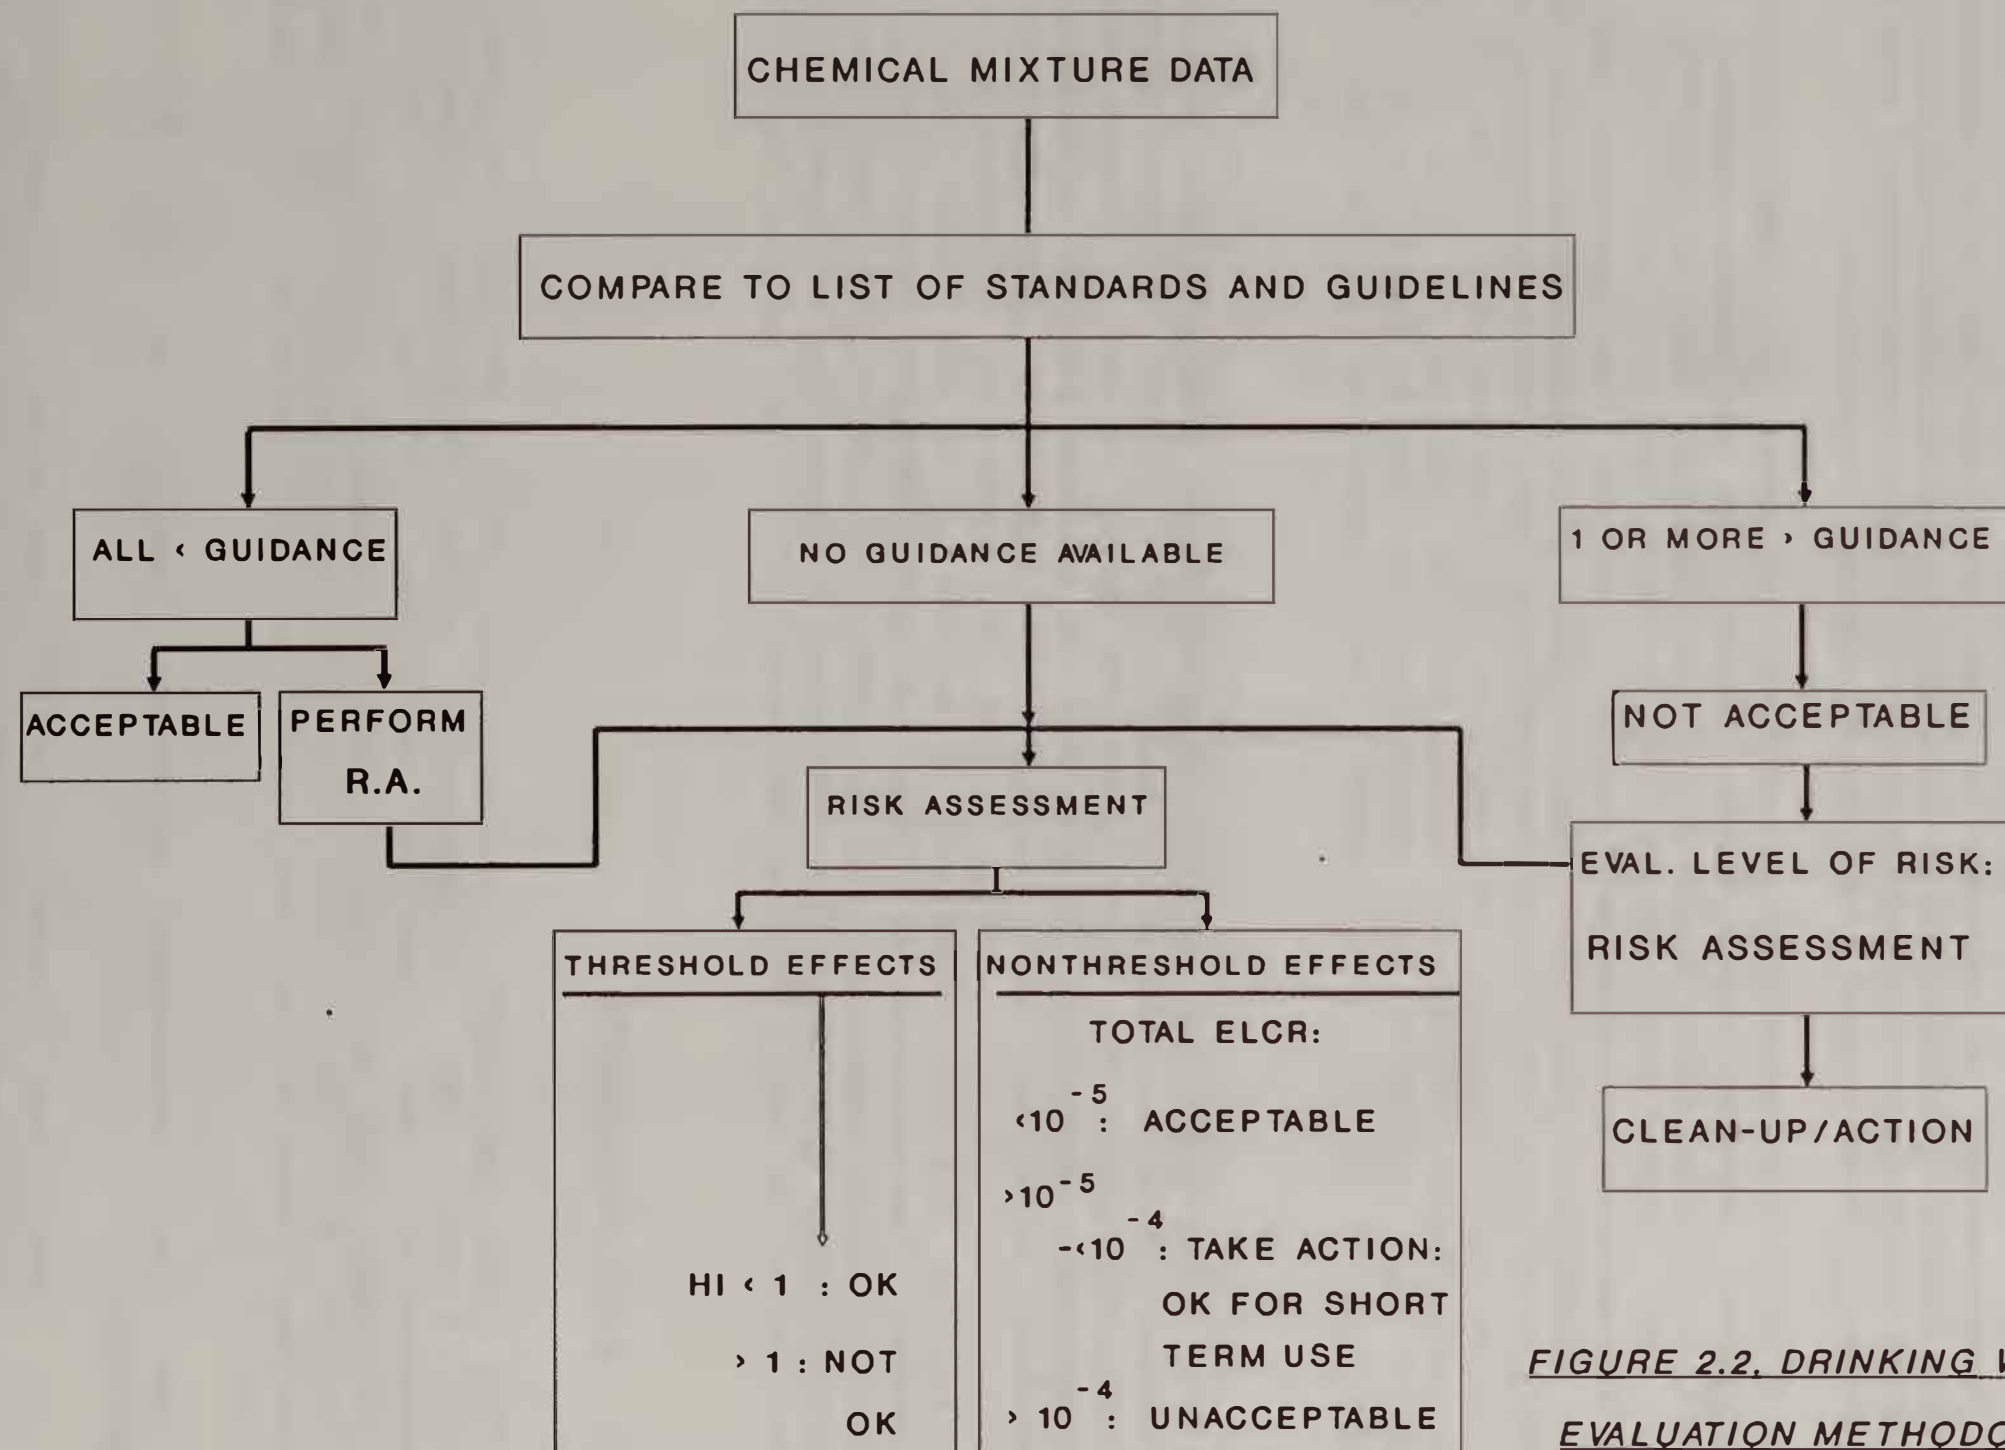 CHEMICAL MIXTURE DATA
COMPARE TO LIST OF STANDARDS AND GUIDELINES
ALL < GUIDANCE
NO GUIDANCE AVAILABLE
1 OR MORE > GUIDANCE
ACCEPTABLE
PERFORM
R.A.
NOT ACCEPTABLE
RISK ASSESSMENT
EVAL. LEVEL OF RISK:
RISK ASSESSMENT
CLEAN-UP/ACTION
THRESHOLD EFFECTS
HI < 1 : OK
> 1 : NOT
OK
NONTHRESHOLD EFFECTS
TOTAL ELCR:
<10⁻⁵: ACCEPTABLE
>10⁻⁵
-<10⁻⁴: TAKE ACTION:
OK FOR SHORT
TERM USE
> 10⁻⁴: UNACCEPTABLE
FIGURE 2.2, DRINKING
EVALUATION